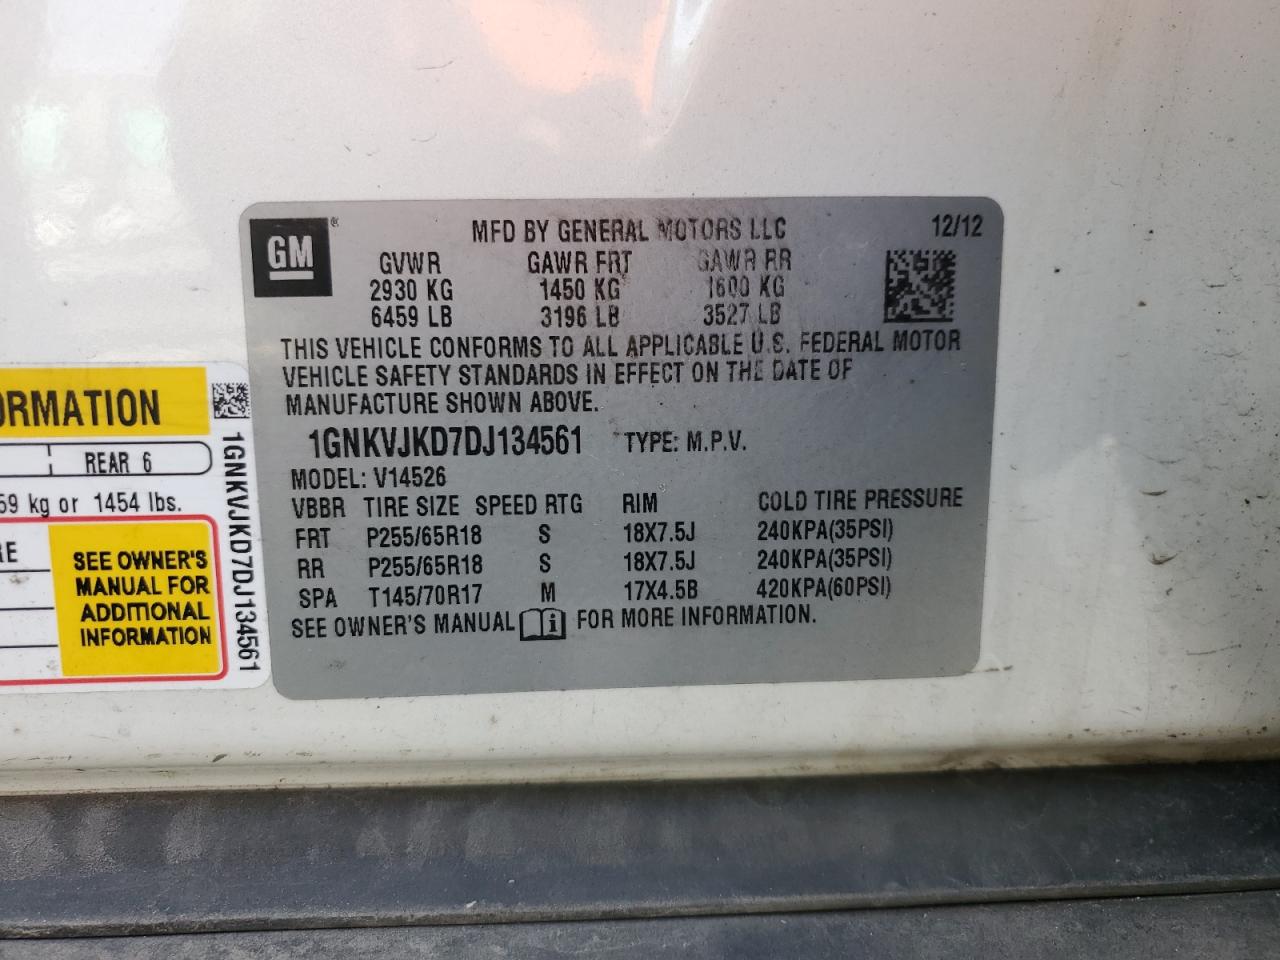 GM ®
MFD BY GENERAL MOTORS LLC 12/12
GVWR GAWR FRT GAWR RR
2930 KG 1450 KG 1600 KG
6459 LB 3196 LB 3527 LB
THIS VEHICLE CONFORMS TO ALL APPLICABLE U.S. FEDERAL MOTOR
VEHICLE SAFETY STANDARDS IN EFFECT ON THE DATE OF
MANUFACTURE SHOWN ABOVE.
1GNKVJKD7DJ134561 TYPE: M.P.V.
MODEL: V14526
VBBR TIRE SIZE SPEED RTG RIM COLD TIRE PRESSURE
FRT P255/65R18 S 18X7.5J 240KPA(35PSI)
RR P255/65R18 S 18X7.5J 240KPA(35PSI)
SPA T145/70R17 M 17X4.5B 420KPA(60PSI)
SEE OWNER'S MANUAL i FOR MORE INFORMATION.
ORMATION
REAR 6
59 kg or 1454 lbs.
RE
SEE OWNER'S
MANUAL FOR
ADDITIONAL
INFORMATION
1GNKVJKD7DJ134561